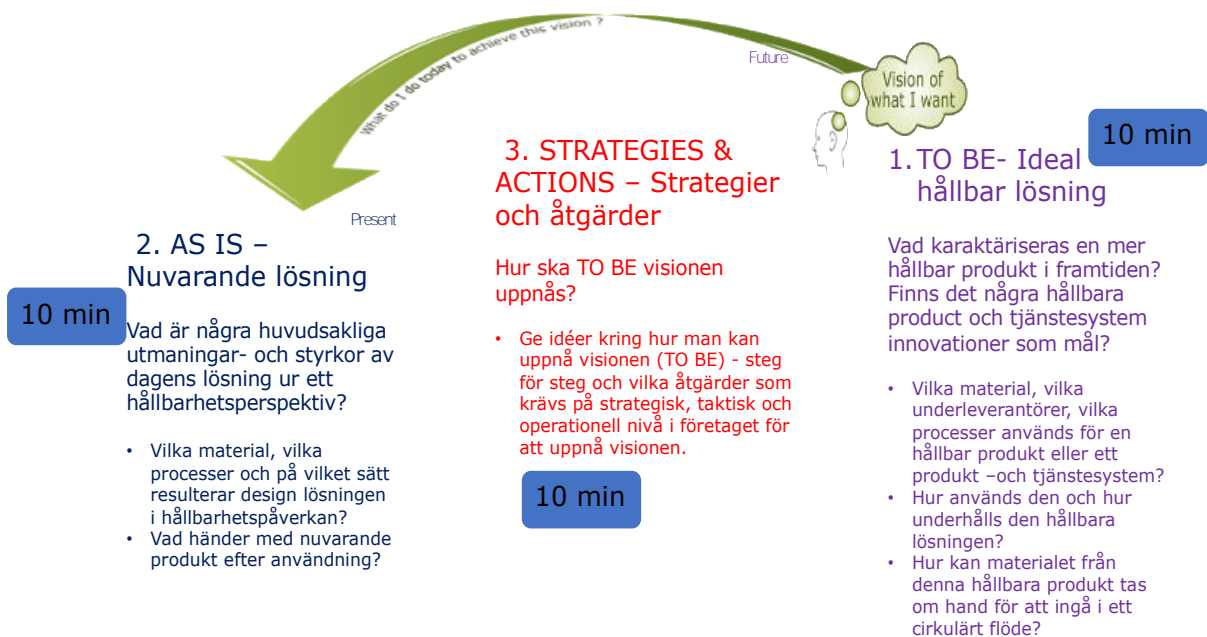 What do I do today to achieve this vision ?
Future
Vision of
what I want
Present
10 min
1. TO BE- Ideal
hållbar lösning
Vad karaktäriseras en mer
hållbar produkt i framtiden?
Finns det några hållbara
product och tjänstesystem
innovationer som mål?
• Vilka material, vilka
underleverantörer, vilka
processer används för en
hållbar produkt eller ett
produkt –och tjänstesystem?
• Hur används den och hur
underhålls den hållbara
lösningen?
• Hur kan materialet från
denna hållbara produkt tas
om hand för att ingå i ett
cirkulärt flöde?
2. AS IS –
Nuvarande lösning
10 min
Vad är några huvudsakliga
utmaningar- och styrkor av
dagens lösning ur ett
hållbarhetsperspektiv?
• Vilka material, vilka
processer och på vilket sätt
resulterar design lösningen
i hållbarhetspåverkan?
• Vad händer med nuvarande
produkt efter användning?
3. STRATEGIES &
ACTIONS – Strategier
och åtgärder
Hur ska TO BE visionen
uppnås?
• Ge idéer kring hur man kan
uppnå visionen (TO BE) - steg
för steg och vilka åtgärder som
krävs på strategisk, taktisk och
operationell nivå i företaget för
att uppnå visionen.
10 min